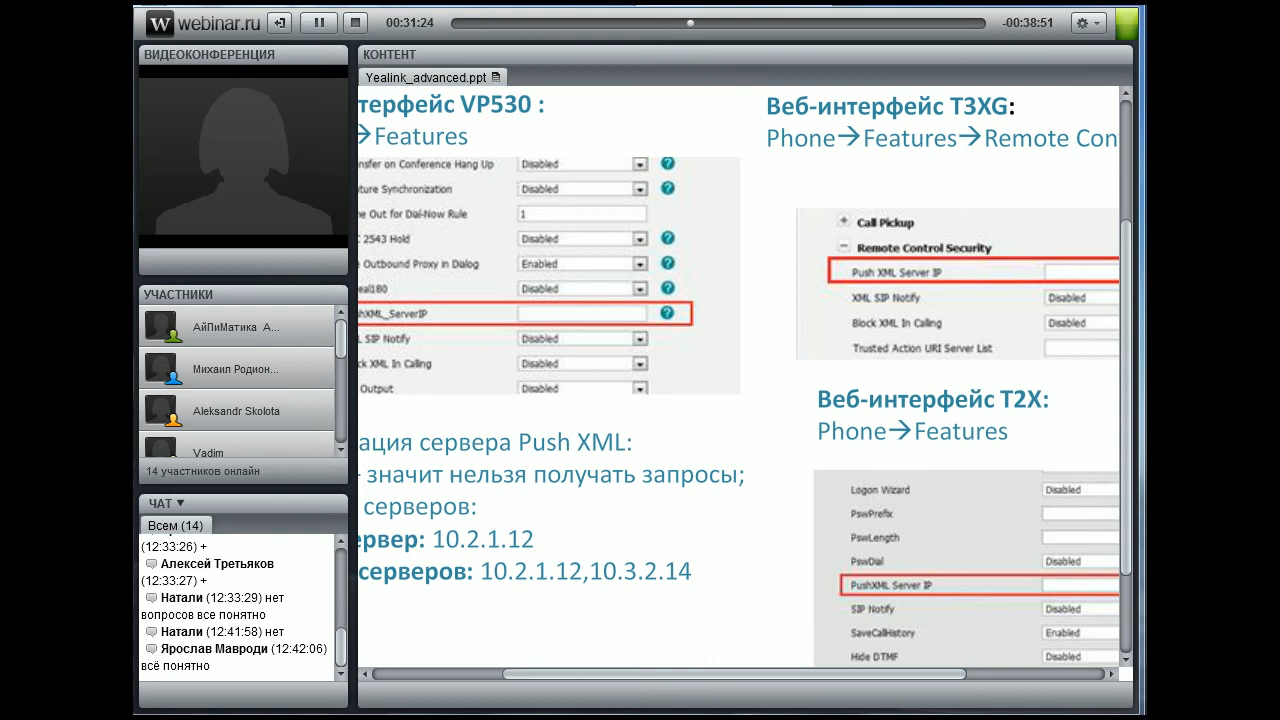 W webinar.ru
00:31:24
-00:38:51
ВИДЕОКОНФЕРЕНЦИЯ
УЧАСТНИКИ
АйПиМатика А...
Михаил Родион...
Aleksandr Skolota
Vadim
14 участников онлайн
ЧАТ
Всем (14)
(12:33:26) +
Алексей Третьяков
(12:33:27) +
Натали (12:33:29) нет
вопросов все понятно
Натали (12:41:58) нет
Ярослав Мавроди (12:42:06)
всё понятно
КОНТЕНТ
Yealink_advanced.ppt
терфейс VP530 :
→Features
nsfer on Conference Hang Up Disabled ?
ture Synchronization Disabled ?
e Out for Dial-Now Rule 1
C 2543 Hold Disabled ?
e Outbound Proxy in Dialog Enabled ?
eal180 Disabled ?
hXML_ServerIP ?
L SIP Notify Disabled
ck XML In Calling Disabled
Output Disabled
ация сервера Push XML:
– значит нельзя получать запросы;
серверов:
ервер: 10.2.1.12
серверов: 10.2.1.12,10.3.2.14
Веб-интерфейс T3XG:
Phone→Features→Remote Con
Call Pickup
Remote Control Security
Push XML Server IP
XML SIP Notify Disabled
Block XML In Calling Disabled
Trusted Action URI Server List
Веб-интерфейс T2X:
Phone→Features
Logon Wizard Disabled
PswPrefix
PswLength
PswDial Disabled
PushXML Server IP
SIP Notify Disabled
SaveCallHistory Enabled
Hide DTMF Disabled